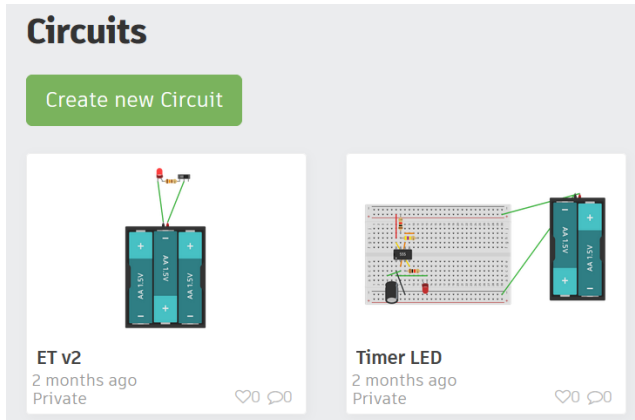 Circuits
Create new Circuit
AA 1.5V
AA 1.5V
AA 1.5V
ET v2
2 months ago
Private
0 0
AA 1.5V
AA 1.5V
Timer LED
2 months ago
Private
0 0